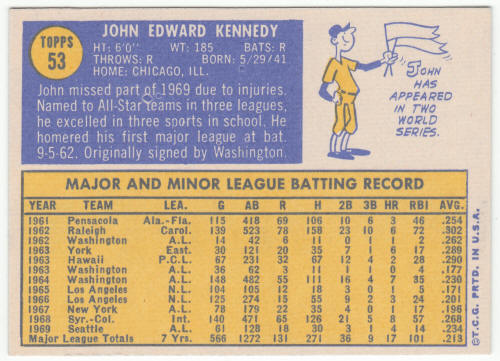 TOPPS
53
JOHN EDWARD KENNEDY
HT: 6'0" WT: 185 BATS: R
THROWS: R BORN: 5/29/41
HOME: CHICAGO, ILL.
John missed part of 1969 due to injuries.
Named to All-Star teams in three leagues,
he excelled in three sports in school. He
homered his first major league at bat
9-5-62. Originally signed by Washington.
JOHN
HAS
APPEARED
IN TWO
WORLD
SERIES.
MAJOR AND MINOR LEAGUE BATTING RECORD
YEAR TEAM LEA. G AB R H 2B 3B HR RBI AVG.
1961 Pensacola Ala.-Fla. 115 418 69 106 10 6 3 46 .254
1962 Raleigh Carol. 139 523 78 158 23 10 6 72 .302
1962 Washington A.L. 14 42 6 11 0 1 1 2 .262
1963 York East. 30 121 20 35 7 1 6 17 .289
1963 Hawaii P.C.L. 67 231 32 67 12 4 2 28 .290
1963 Washington A.L. 36 62 3 11 1 1 0 4 .177
1964 Washington A.L. 148 482 55 111 16 4 7 35 .230
1965 Los Angeles N.L. 104 105 12 18 3 0 1 5 .171
1966 Los Angeles N.L. 125 274 15 55 9 2 3 24 .201
1967 New York A.L. 78 179 22 35 4 0 1 17 .196
1968 Syr.-Col. Int. 140 471 65 126 21 5 8 57 .268
1969 Seattle A.L. 61 128 18 30 3 1 4 14 .234
Major League Totals 7 Yrs. 566 1272 131 271 36 9 17 101 .213
©T.C.G. PRTD. IN U.S.A.